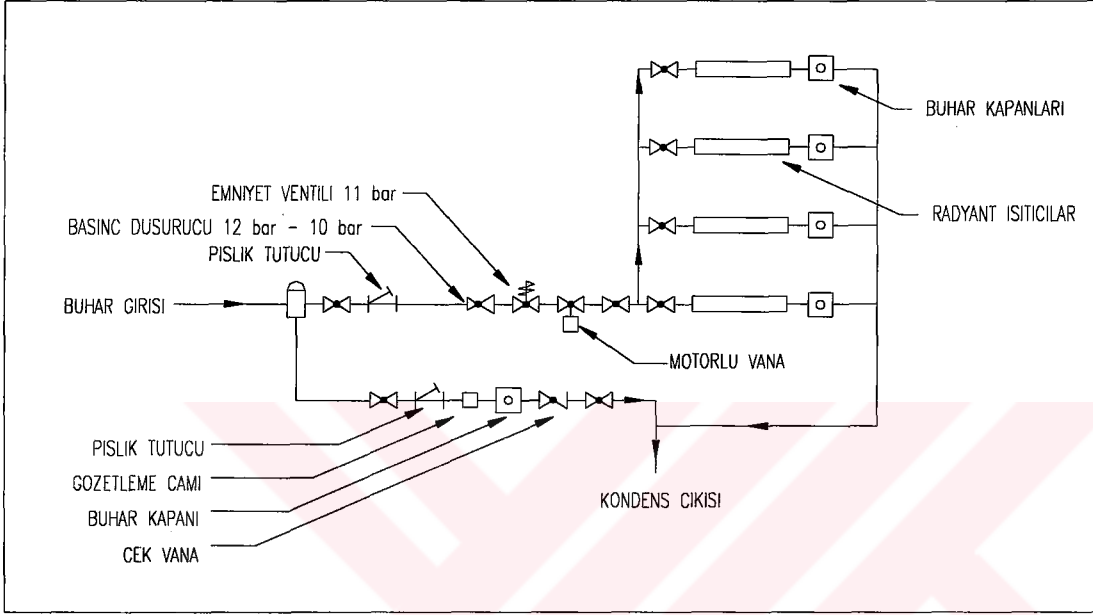 BUHAR KAPANLARI
EMNIYET VENTILI 11 bar
RADYANT ISITICILAR
BASINC DUSURUCU 12 bar - 10 bar
PISLIK TUTUCU
BUHAR GIRISI
MOTORLU VANA
PISLIK TUTUCU
GOZETLEME CAMI
KONDENS CIKISI
BUHAR KAPANI
CEK VANA